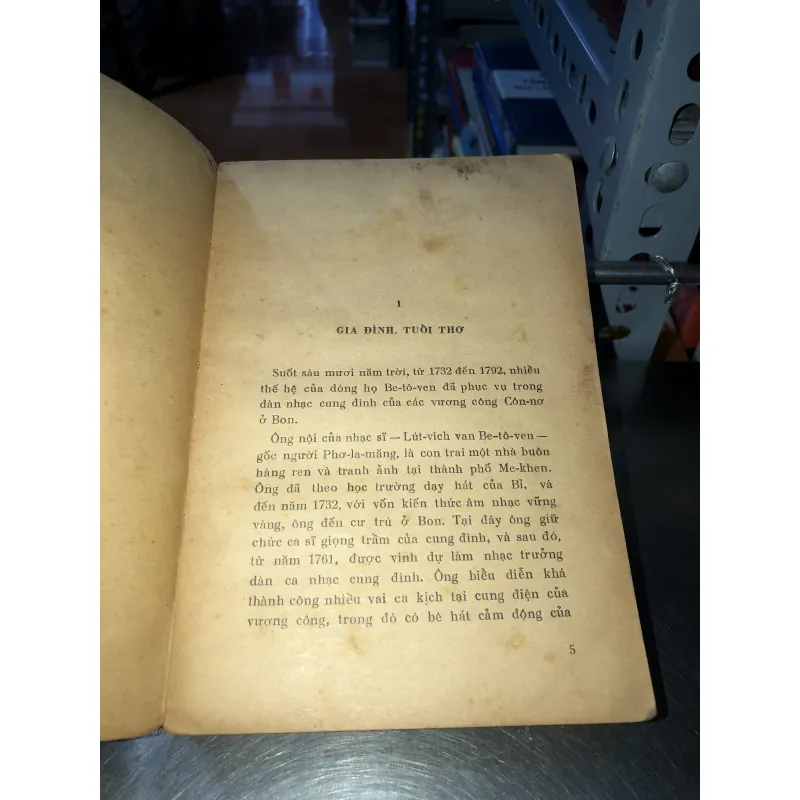 1
GIA ĐÌNH, TUỔI THƠ
Suốt sáu mươi năm trời, từ 1732 đến 1792, nhiều
thế hệ của dòng họ Be-tô-ven đã phục vụ trong
dàn nhạc cung đình của các vương công Côn-nơ
ở Bon.
Ông nội của nhạc sĩ — Lút-vich van Be-tô-ven —
gốc người Phơ-la-măng, là con trai một nhà buôn
hàng ren và tranh ảnh tại thành phố Me-khen.
Ông đã theo học trường dạy hát của Bỉ, và
đến năm 1732, với vốn kiến thức âm nhạc vững
vàng, ông đến cư trú ở Bon. Tại đây ông giữ
chức ca sĩ giọng trầm của cung đình, và sau đó,
từ năm 1761, được vinh dự làm nhạc trưởng
dàn ca nhạc cung đình. Ông biểu diễn khá
thành công nhiều vai ca kịch tại cung điện của
vương công, trong đó có bè hát cảm động của
5